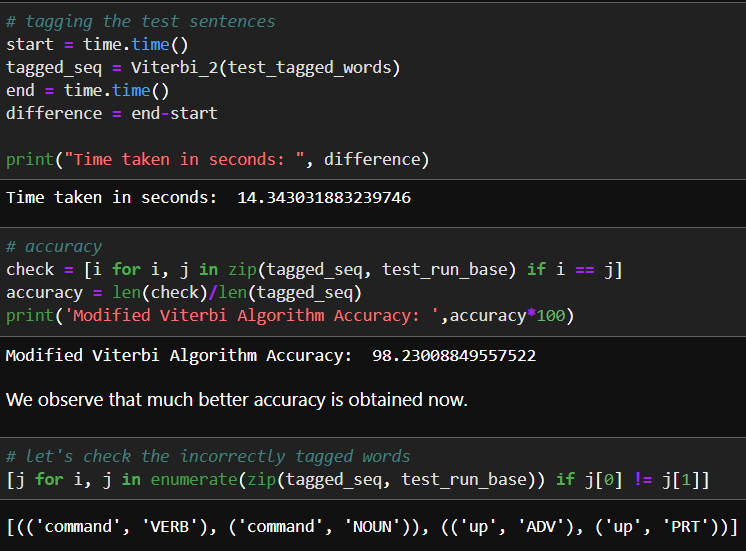 # tagging the test sentences
start = time.time()
tagged_seq = Viterbi_2(test_tagged_words)
end = time.time()
difference = end-start
print("Time taken in seconds: ", difference)
Time taken in seconds:  14.343031883239746
# accuracy
check = [i for i, j in zip(tagged_seq, test_run_base) if i == j]
accuracy = len(check)/len(tagged_seq)
print('Modified Viterbi Algorithm Accuracy: ',accuracy*100)
Modified Viterbi Algorithm Accuracy:  98.23008849557522
We observe that much better accuracy is obtained now.
# let's check the incorrectly tagged words
[j for i, j in enumerate(zip(tagged_seq, test_run_base)) if j[0] != j[1]]
[(('command', 'VERB'), ('command', 'NOUN')), (('up', 'ADV'), ('up', 'PRT'))]